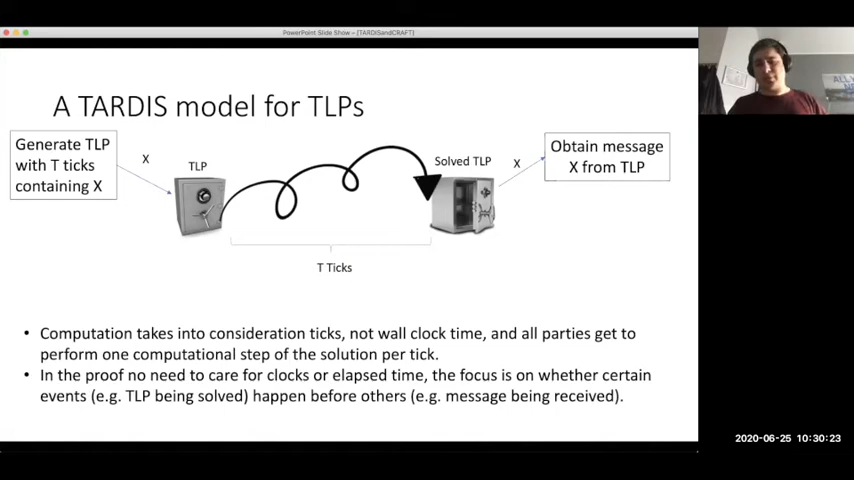 PowerPoint Slide Show - [TARDISandCRAFT]
A TARDIS model for TLPs
Generate TLP
with T ticks
containing X
X
TLP
Solved TLP
X
Obtain message
X from TLP
T Ticks
• Computation takes into consideration ticks, not wall clock time, and all parties get to
perform one computational step of the solution per tick.
• In the proof no need to care for clocks or elapsed time, the focus is on whether certain
events (e.g. TLP being solved) happen before others (e.g. message being received).
2020-06-25 10:30:23